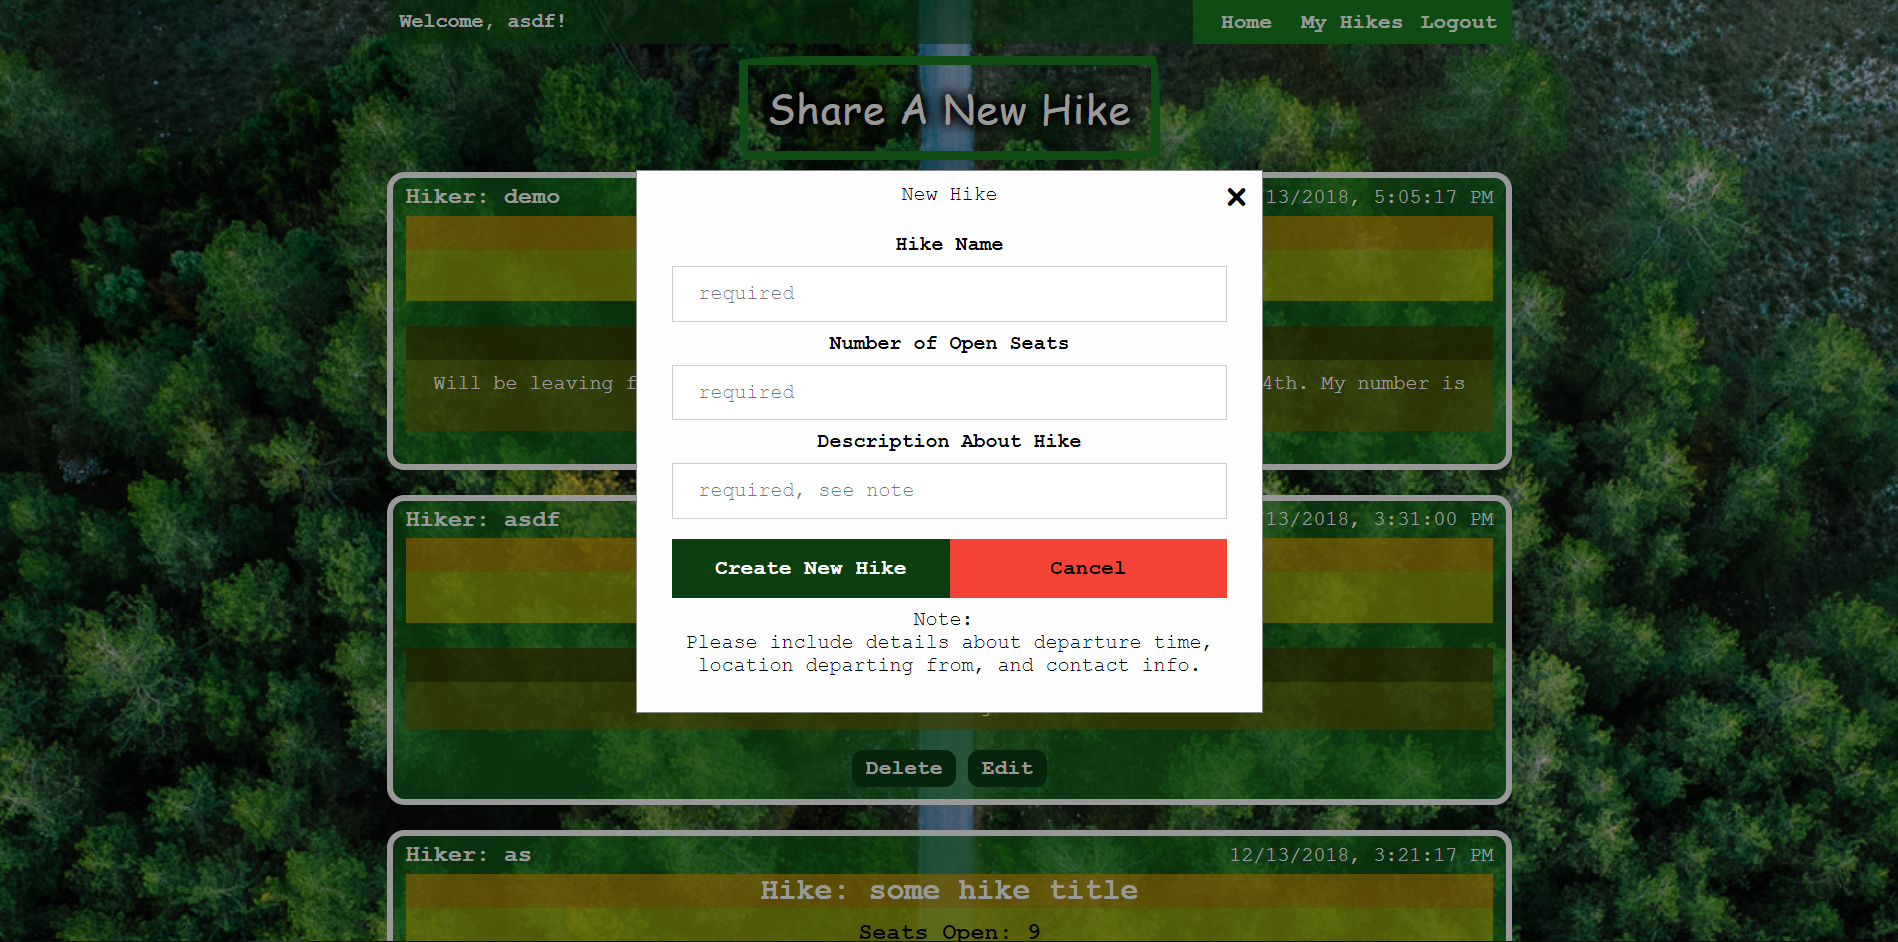 Welcome, asdf!
Home My Hikes Logout
Share A New Hike
Hiker: demo
13/2018, 5:05:17 PM
New Hike
Hike Name
required
Number of Open Seats
required
Will be leaving
4th. My number is
Description About Hike
required, see note
Hiker: asdf
13/2018, 3:31:00 PM
Create New Hike
Cancel
Note:
Please include details about departure time,
location departing from, and contact info.
Delete
Edit
Hiker: as
12/13/2018, 3:21:17 PM
Hike: some hike title
Seats Open: 9